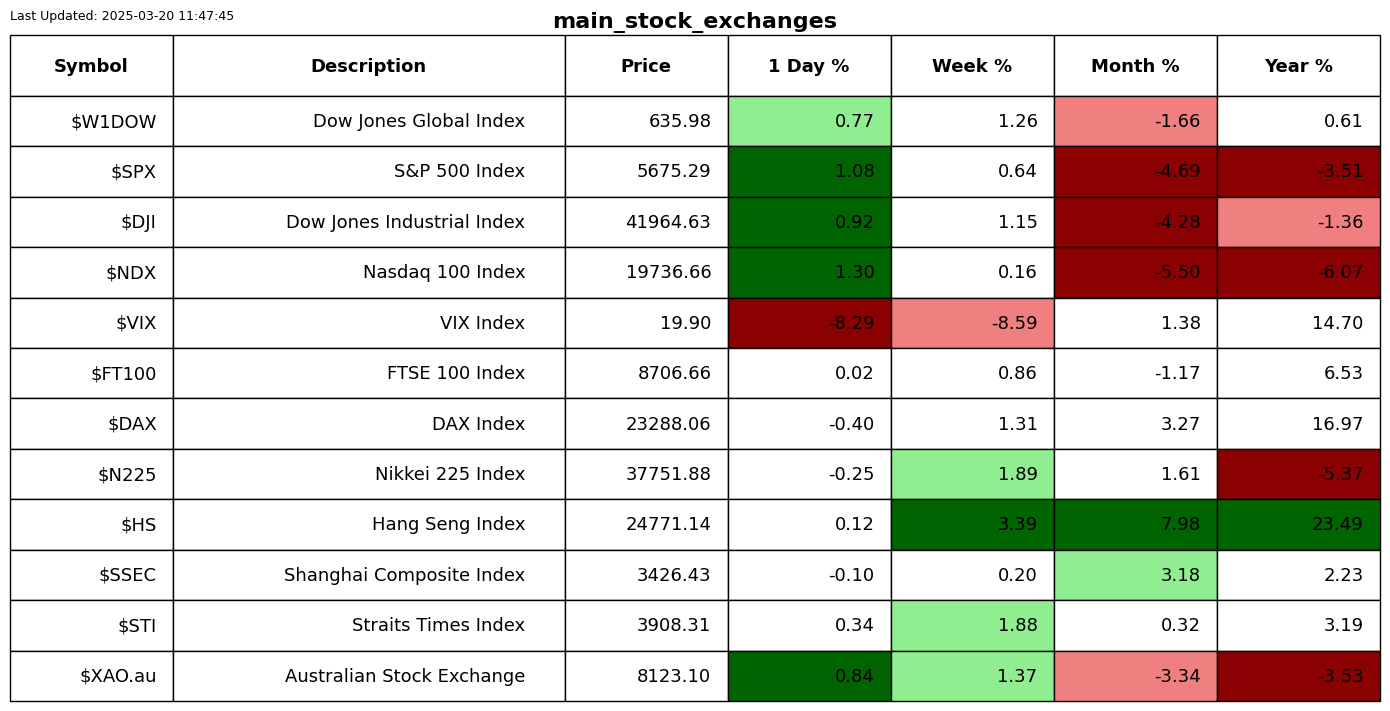 Last Updated: 2025-03-20 11:47:45
main_stock_exchanges
Symbol Description Price 1 Day % Week % Month % Year %
$W1DOW Dow Jones Global Index 635.98 0.77 1.26 -1.66 0.61
$SPX S&P 500 Index 5675.29 1.08 0.64 -4.69 -3.51
$DJI Dow Jones Industrial Index 41964.63 0.92 1.15 -4.28 -1.36
$NDX Nasdaq 100 Index 19736.66 1.30 0.16 -5.50 -6.07
$VIX VIX Index 19.90 -8.29 -8.59 1.38 14.70
$FT100 FTSE 100 Index 8706.66 0.02 0.86 -1.17 6.53
$DAX DAX Index 23288.06 -0.40 1.31 3.27 16.97
$N225 Nikkei 225 Index 37751.88 -0.25 1.89 1.61 -5.37
$HS Hang Seng Index 24771.14 0.12 3.39 7.98 23.49
$SSEC Shanghai Composite Index 3426.43 -0.10 0.20 3.18 2.23
$STI Straits Times Index 3908.31 0.34 1.88 0.32 3.19
$XAO.au Australian Stock Exchange 8123.10 0.84 1.37 -3.34 -3.53